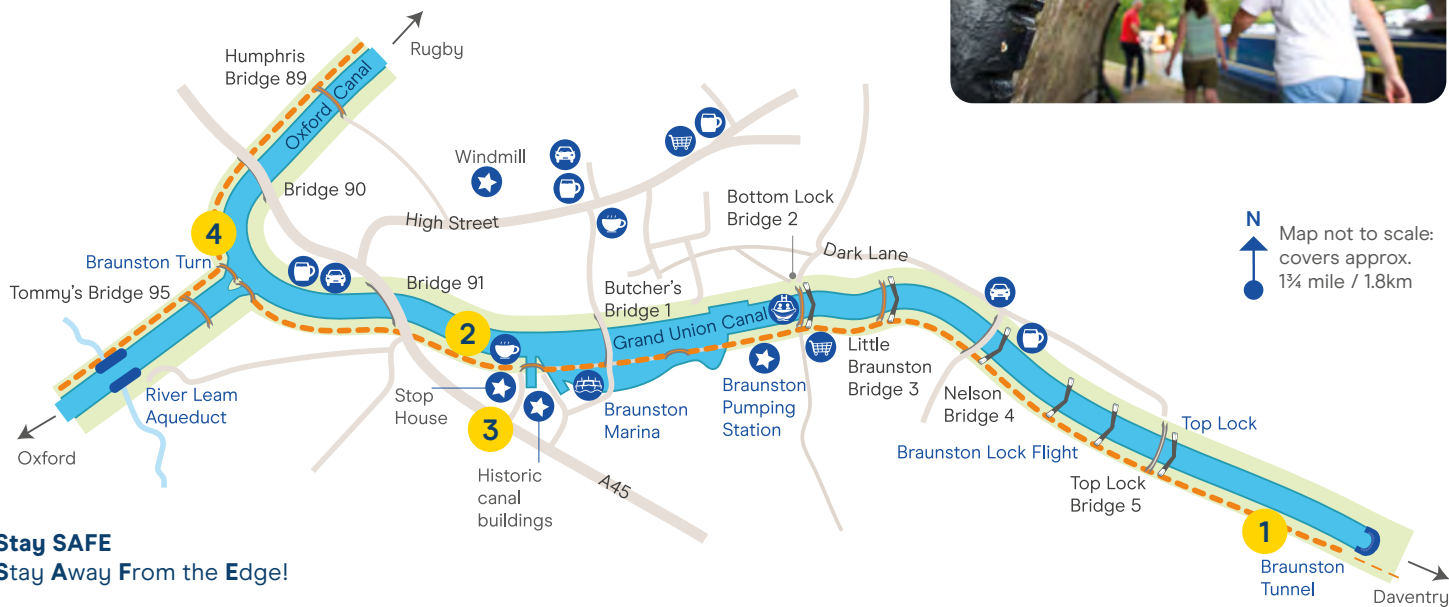 Rugby
Humphris
Bridge 89
Oxford Canal
Windmill
Bridge 90
High Street
Bottom Lock
Bridge 2
Dark Lane
N
Map not to scale:
covers approx.
1¾ mile / 1.8km
4
Braunston Turn
Tommy's Bridge 95
Bridge 91
Butcher's
Bridge 1
2
Grand Union Canal
H
River Leam
Aqueduct
Stop
House
3
Braunston
Marina
Braunston
Pumping
Station
Little
Braunston
Bridge 3
Nelson
Bridge 4
Top Lock
Braunston Lock Flight
Oxford
Historic
canal
buildings
A45
Top Lock
Bridge 5
1
Braunston
Tunnel
Daventry
Stay SAFE
Stay Away From the Edge!